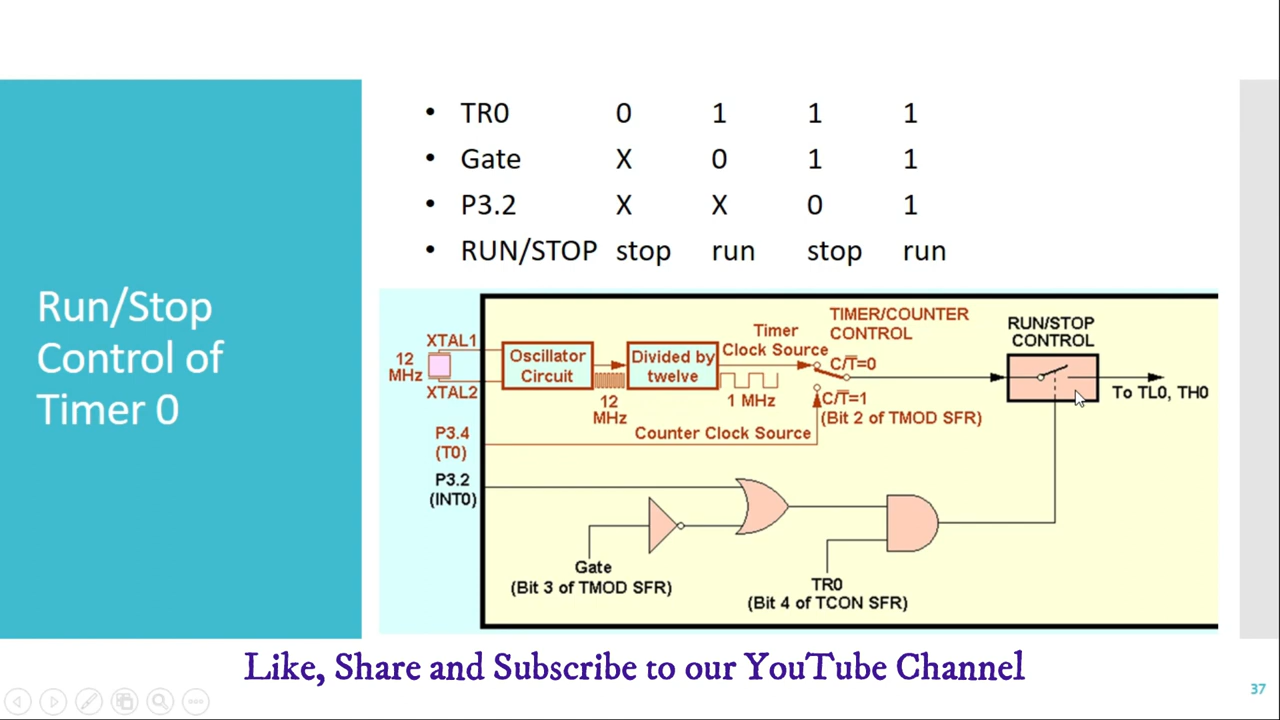 • TR0 0 1 1 1
• Gate X 0 1 1
• P3.2 X X 0 1
• RUN/STOP stop run stop run
Run/Stop
Control of
Timer 0
TIMER/COUNTER
CONTROL
RUN/STOP
CONTROL
XTAL1
12
MHz
XTAL2
Oscillator
Circuit
12
MHz
Divided by
twelve
1 MHz
Timer
Clock Source
C/T̅=0
C/T̅=1
(Bit 2 of TMOD SFR)
To TL0, TH0
P3.4
(T0)
Counter Clock Source
P3.2
(INT0)
Gate
(Bit 3 of TMOD SFR)
TR0
(Bit 4 of TCON SFR)
Like, Share and Subscribe to our YouTube Channel
37